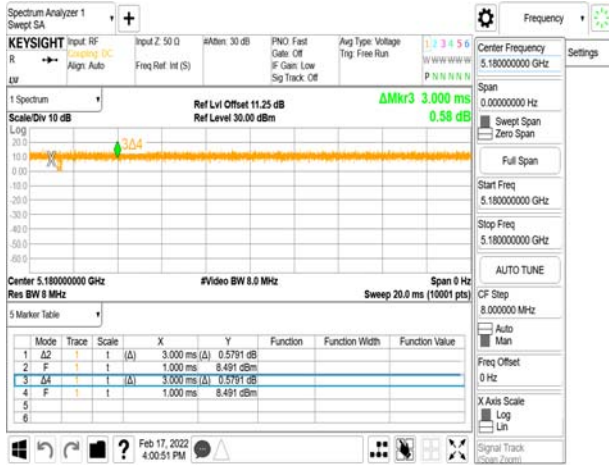 Spectrum Analyzer 1
Swept SA
+
Frequency
Settings
KEYSIGHT
Input: RF
Coupling: DC
Align: Auto
Input Z: 50 Ω
Freq Ref: Int (S)
#Atten: 30 dB
PNO: Fast
Gate: Off
IF Gain: Low
Sig Track: Off
Avg Type: Voltage
Trig: Free Run
1 2 3 4 5 6
W W W W W W
P N N N N N
R
LVI
1 Spectrum
Scale/Div 10 dB
Log
Ref Lvl Offset 11.25 dB
Ref Level 30.00 dBm
ΔMkr3 3.000 ms
0.58 dB
20.0
10.0
0.00
-10.0
-20.0
-30.0
-40.0
-50.0
-60.0
3Δ4
Center 5.180000000 GHz
Res BW 8 MHz
#Video BW 8.0 MHz
Span 0 Hz
Sweep 20.0 ms (10001 pts)
5 Marker Table
Mode Trace Scale X Y Function Function Width Function Value
1 Δ2 1 t (Δ) 3.000 ms (Δ) 0.5791 dB
2 F 1 t 1.000 ms 8.491 dBm
3 Δ4 1 t (Δ) 3.000 ms (Δ) 0.5791 dB
4 F 1 t 1.000 ms 8.491 dBm
5
6
Feb 17, 2022
4:00:51 PM
?
Center Frequency
5.180000000 GHz
Span
0.00000000 Hz
Swept Span
Zero Span
Full Span
Start Freq
5.180000000 GHz
Stop Freq
5.180000000 GHz
AUTO TUNE
CF Step
8.000000 MHz
Auto
Man
Freq Offset
0 Hz
X Axis Scale
Log
Lin
Signal Track
(Span Zoom)